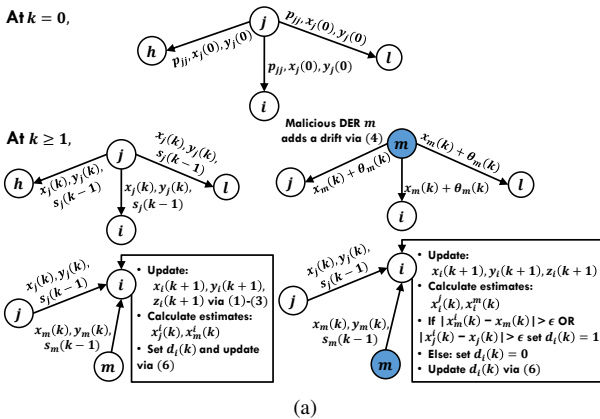 At k = 0,
j
h
l
i
p_jj, x_j(0), y_j(0)
p_jj, x_j(0), y_j(0)
p_jj, x_j(0), y_j(0)
At k ≥ 1,
j
h
l
i
x_j(k), y_j(k),
s_j(k−1)
x_j(k), y_j(k),
s_j(k−1)
x_j(k), y_j(k),
s_j(k−1)
Malicious DER m
adds a drift via (4)
m
j
l
i
x_m(k) + θ_m(k)
x_m(k) + θ_m(k)
x_m(k) + θ_m(k)
x_j(k), y_j(k),
s_j(k−1)
j
i
x_m(k), y_m(k),
s_m(k−1)
m
• Update:
x_i(k+1), y_i(k+1),
z_i(k+1) via (1)-(3)
• Calculate estimates:
x_j^i(k), x_m^i(k)
• Set d_i(k) and update
via (6)
x_j(k), y_j(k),
s_j(k−1)
j
i
x_m(k), y_m(k),
s_m(k−1)
m
• Update:
x_i(k+1), y_i(k+1), z_i(k+1)
• Calculate estimates:
x_i^j(k), x_i^m(k)
• If |x_m^i(k) − x_m(k)| > ϵ OR
|x_j^i(k) − x_j(k)| > ϵ set d_i(k) = 1
• Else: set d_i(k) = 0
• Update d_i(k) via (6)
(a)